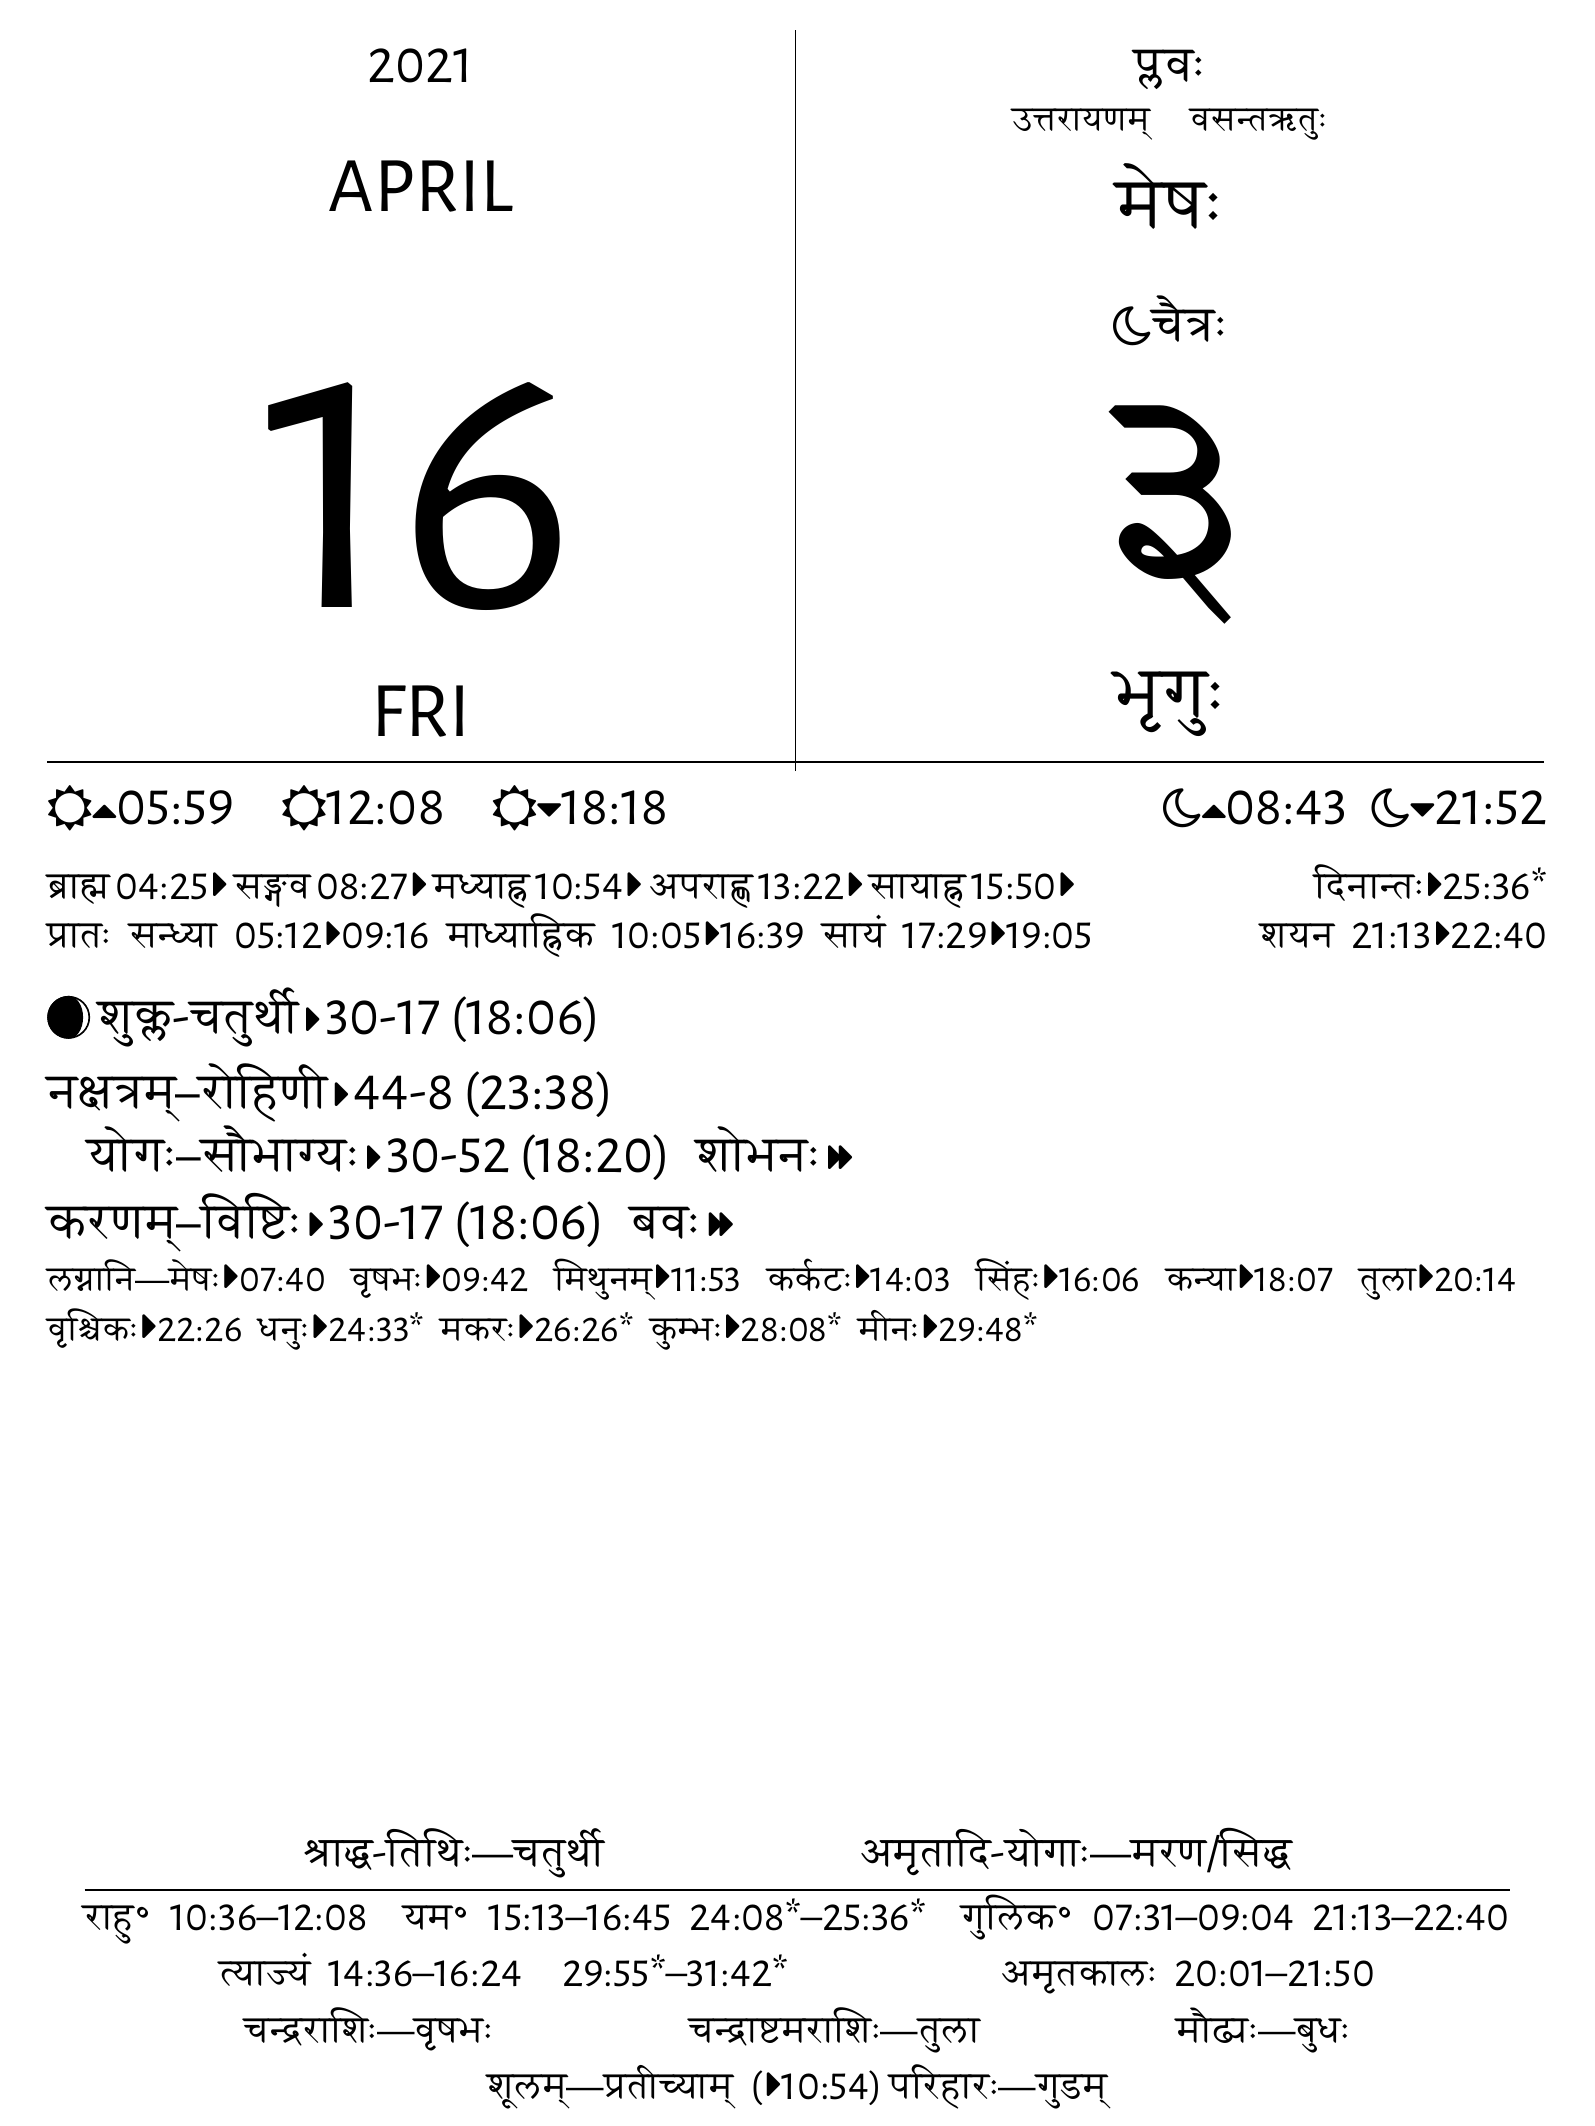 2021
APRIL
16
FRI
प्लवः
उत्तरायणम् वसन्तऋतुः
मेषः
चैत्रः
३
भृगुः
05:59 12:08 18:18 08:43 21:52
ब्राह्म 04:25 सङ्गव 08:27 मध्याह्न 10:54 अपराह्ण 13:22 सायाह्न 15:50 दिनान्तः 25:36*
प्रातः सन्ध्या 05:12 09:16 माध्याह्निक 10:05 16:39 सायं 17:29 19:05 शयन 21:13 22:40
शुक्ल-चतुर्थी 30-17 (18:06)
नक्षत्रम्–रोहिणी 44-8 (23:38)
योगः–सौभाग्यः 30-52 (18:20) शोभनः
करणम्–विष्टिः 30-17 (18:06) बवः
लग्नानि—मेषः 07:40 वृषभः 09:42 मिथुनम् 11:53 कर्कटः 14:03 सिंहः 16:06 कन्या 18:07 तुला 20:14
वृश्चिकः 22:26 धनुः 24:33* मकरः 26:26* कुम्भः 28:08* मीनः 29:48*
श्राद्ध-तिथिः—चतुर्थी अमृतादि-योगाः—मरण/सिद्ध
राहु॰ 10:36–12:08 यम॰ 15:13–16:45 24:08*–25:36* गुलिक॰ 07:31–09:04 21:13–22:40
त्याज्यं 14:36–16:24 29:55*–31:42* अमृतकालः 20:01–21:50
चन्द्रराशिः—वृषभः चन्द्राष्टमराशिः—तुला मौढ्यः—बुधः
शूलम्—प्रतीच्याम् (10:54) परिहारः—गुडम्